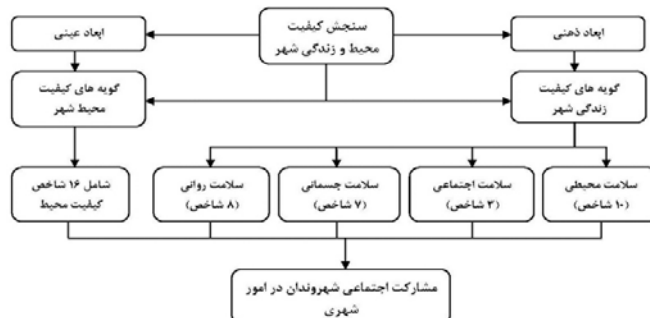 سنجش کیفیت
محیط و زندگی شهر
ابعاد ذهنی
ابعاد عینی
گویه های کیفیت
زندگی شهر
گویه های کیفیت
محیط شهر
سلامت محیطی
(۱۰ شاخص)
سلامت اجتماعی
(۳ شاخص)
سلامت جسمانی
(۷ شاخص)
سلامت روانی
(۸ شاخص)
شامل ۱۶ شاخص
کیفیت محیط
مشارکت اجتماعی شهروندان در امور
شهری